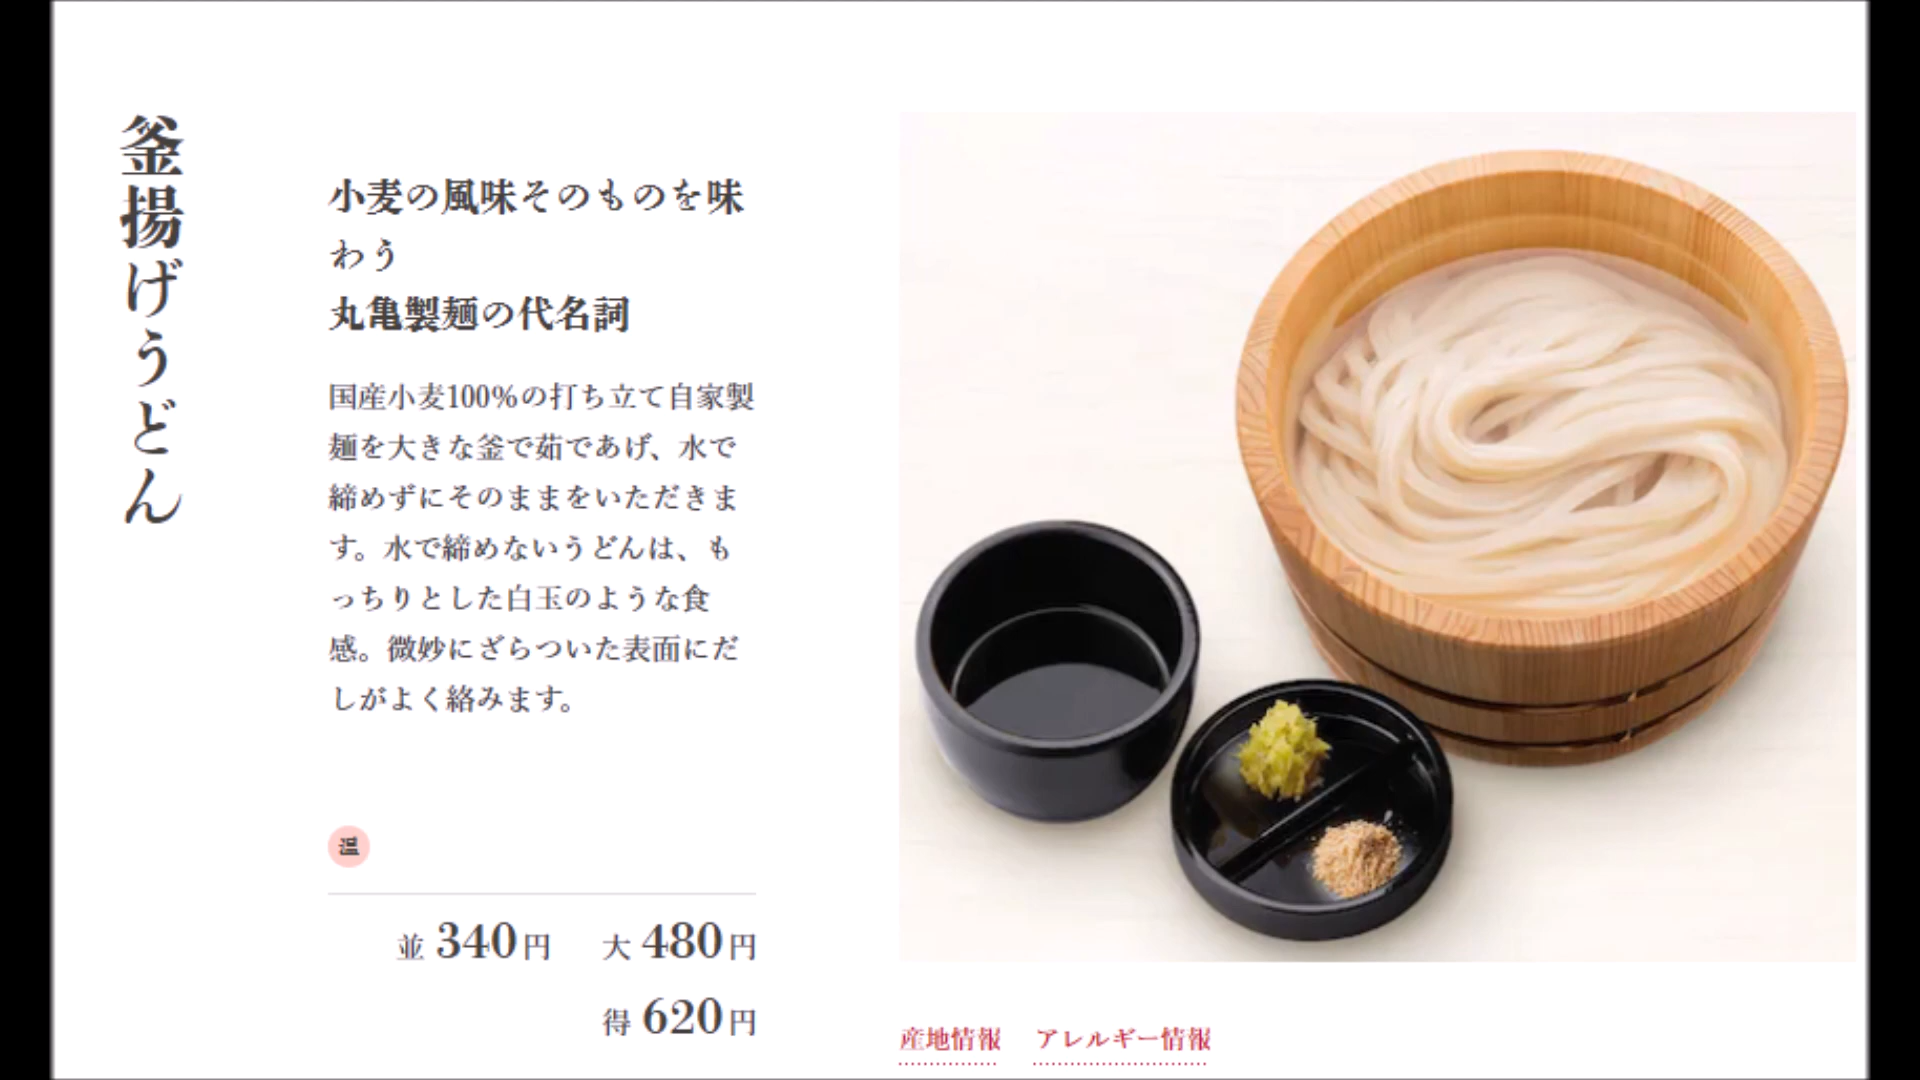 釜揚げうどん
小麦の風味そのものを味
わう
丸亀製麺の代名詞
国産小麦100%の打ち立て自家製
麺を大きな釜で茹であげ、水で
締めずにそのままをいただきま
す。水で締めないうどんは、も
っちりとした白玉のような食
感。微妙にざらついた表面にだ
しがよく絡みます。
温
並 340円 大 480円
得 620円
産地情報 アレルギー情報